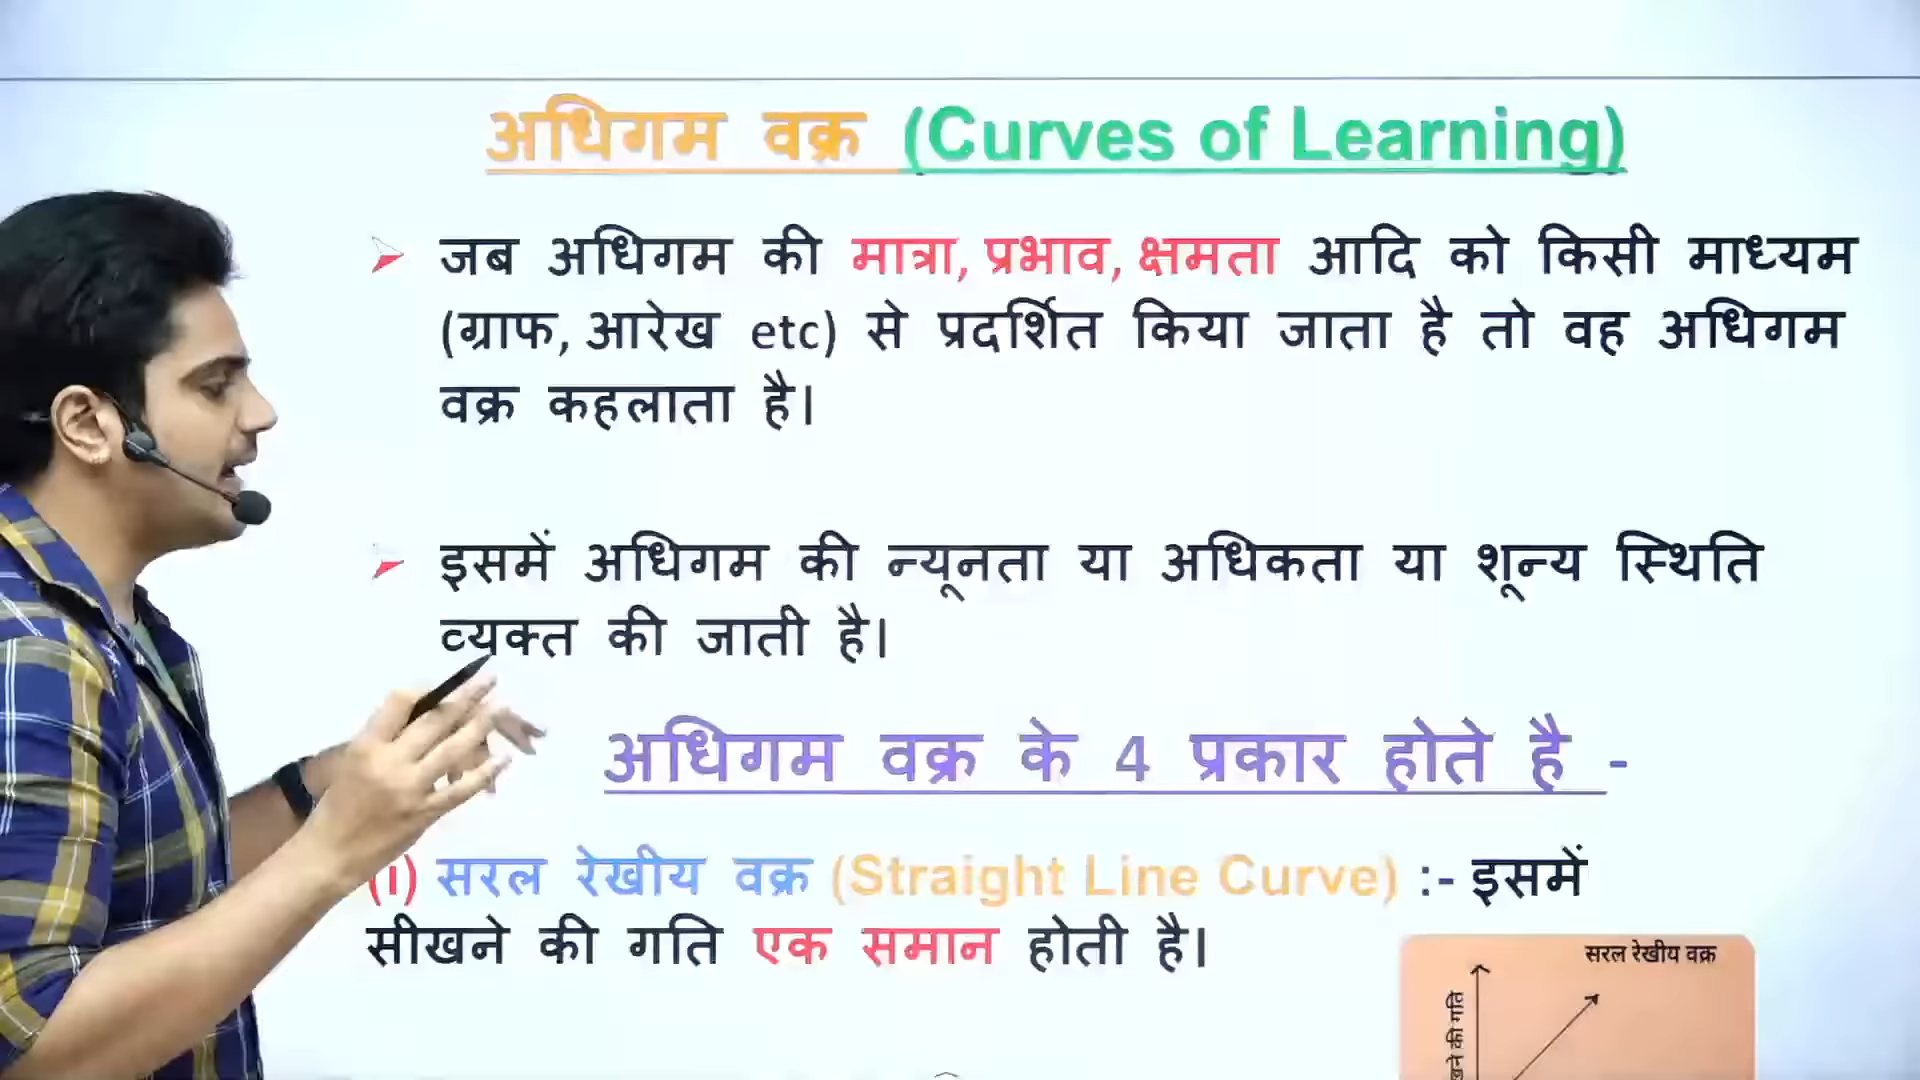 अधिगम वक्र (Curves of Learning)
जब अधिगम की मात्रा, प्रभाव, क्षमता आदि को किसी माध्यम
(ग्राफ, आरेख etc) से प्रदर्शित किया जाता है तो वह अधिगम
वक्र कहलाता है।
इसमें अधिगम की न्यूनता या अधिकता या शून्य स्थिति
व्यक्त की जाती है।
अधिगम वक्र के 4 प्रकार होते है -
(i) सरल रेखीय वक्र (Straight Line Curve) :- इसमें
सीखने की गति एक समान होती है।
सरल रेखीय वक्र
की गति